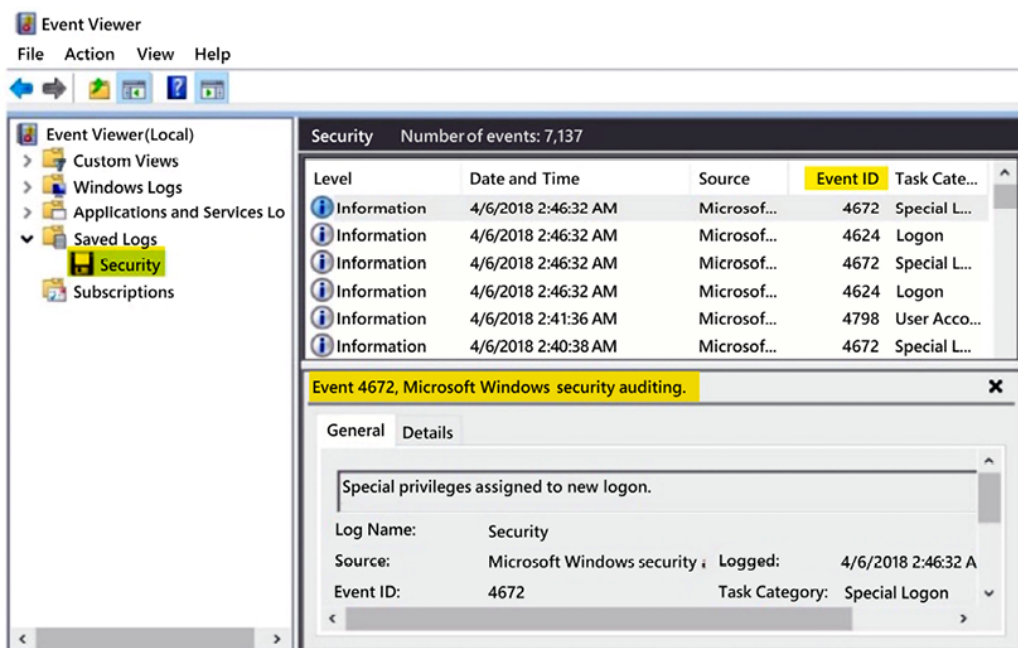 Event Viewer
File Action View Help
Event Viewer(Local)
Custom Views
Windows Logs
Applications and Services Lo
Saved Logs
Security
Subscriptions
Security Number of events: 7,137
Level Date and Time Source Event ID Task Cate...
Information 4/6/2018 2:46:32 AM Microsof... 4672 Special L...
Information 4/6/2018 2:46:32 AM Microsof... 4624 Logon
Information 4/6/2018 2:46:32 AM Microsof... 4672 Special L...
Information 4/6/2018 2:46:32 AM Microsof... 4624 Logon
Information 4/6/2018 2:41:36 AM Microsof... 4798 User Acco...
Information 4/6/2018 2:40:38 AM Microsof... 4672 Special L...
Event 4672, Microsoft Windows security auditing.
General Details
Special privileges assigned to new logon.
Log Name: Security
Source: Microsoft Windows security Logged: 4/6/2018 2:46:32 A
Event ID: 4672 Task Category: Special Logon